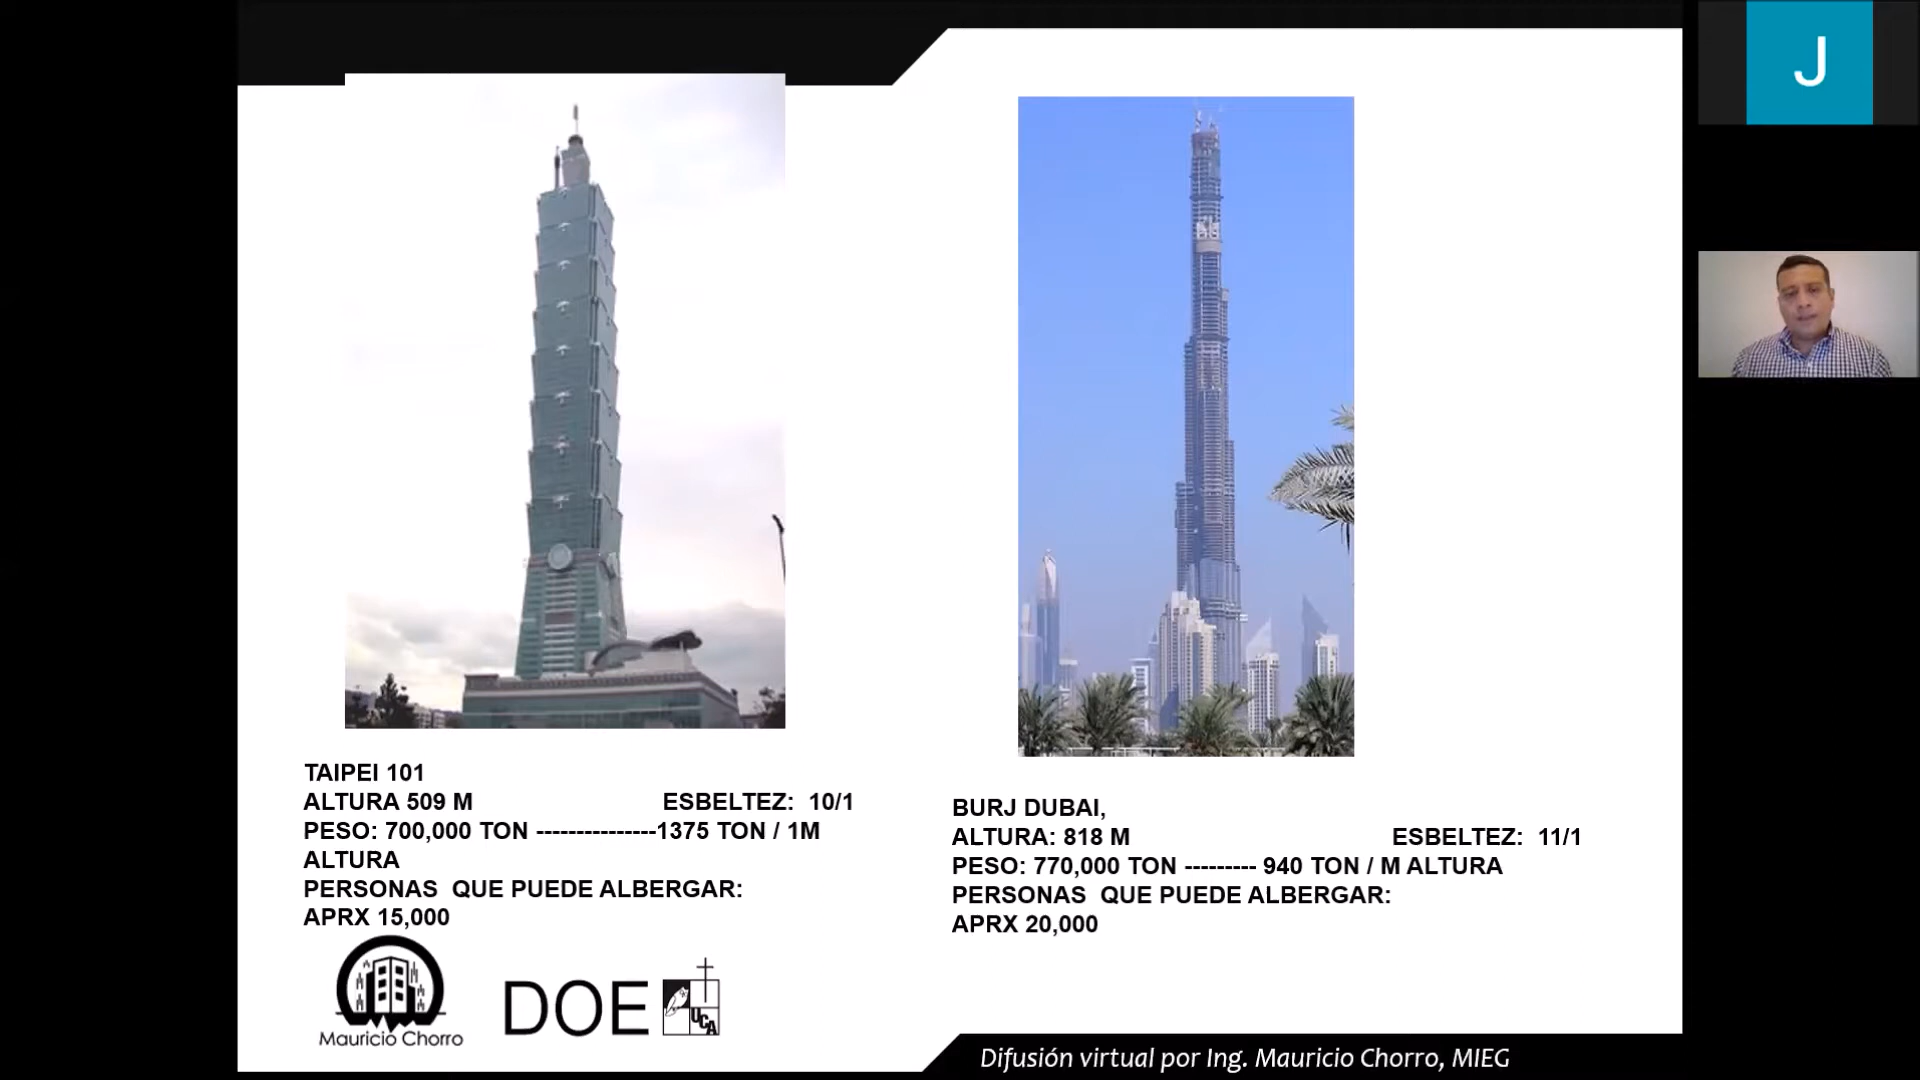 J
TAIPEI 101
ALTURA 509 M ESBELTEZ: 10/1
PESO: 700,000 TON ---------------1375 TON / 1M
ALTURA
PERSONAS QUE PUEDE ALBERGAR:
APRX 15,000
BURJ DUBAI,
ALTURA: 818 M ESBELTEZ: 11/1
PESO: 770,000 TON --------- 940 TON / M ALTURA
PERSONAS QUE PUEDE ALBERGAR:
APRX 20,000
Mauricio Chorro
DOE
UCA
Difusión virtual por Ing. Mauricio Chorro, MIEG